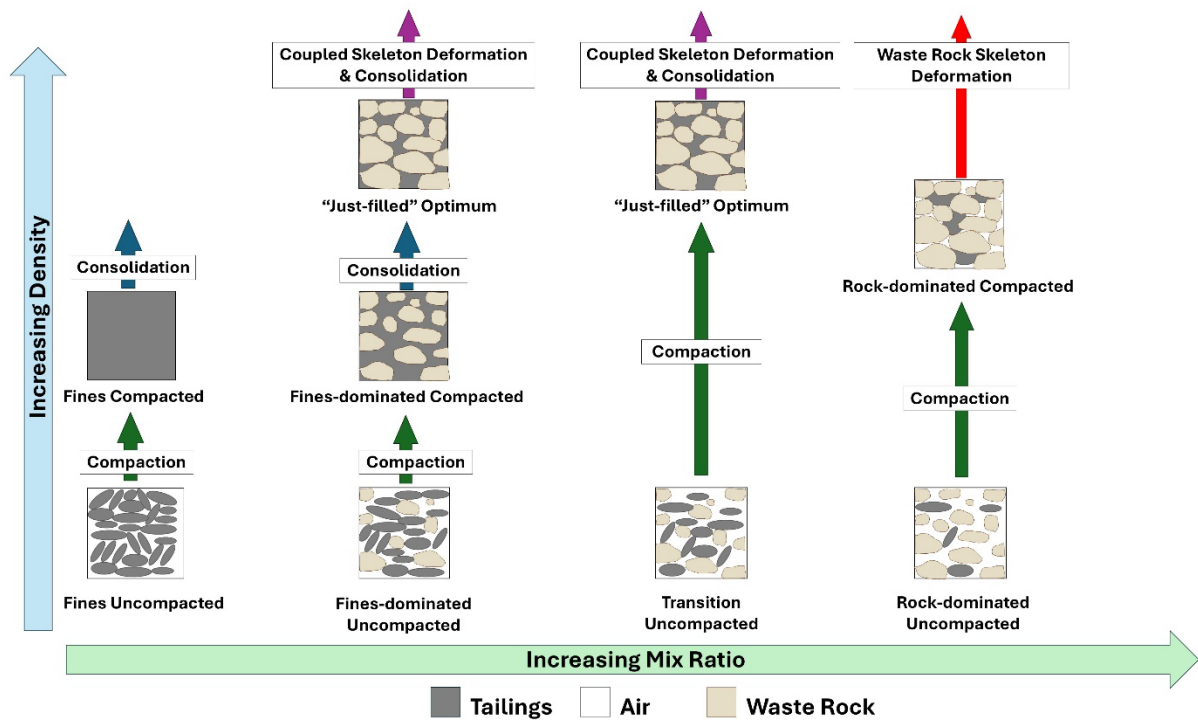 Increasing Density
Coupled Skeleton Deformation
& Consolidation
Coupled Skeleton Deformation
& Consolidation
Waste Rock Skeleton
Deformation
"Just-filled" Optimum
"Just-filled" Optimum
Consolidation
Consolidation
Rock-dominated Compacted
Compaction
Fines Compacted
Fines-dominated Compacted
Compaction
Compaction
Compaction
Fines Uncompacted
Fines-dominated
Uncompacted
Transition
Uncompacted
Rock-dominated
Uncompacted
Increasing Mix Ratio
Tailings
Air
Waste Rock